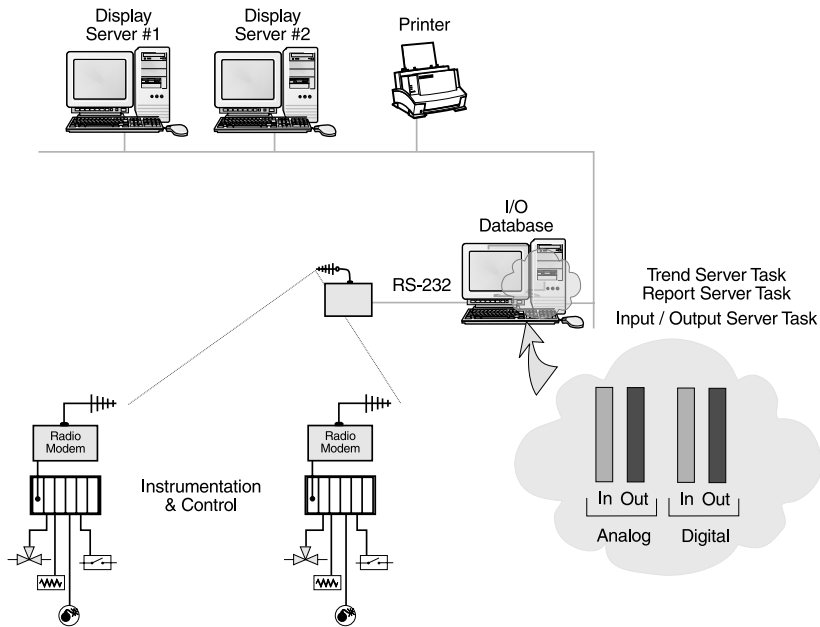 Display
Server #1
Display
Server #2
Printer
I/O
Database
RS-232
Trend Server Task
Report Server Task
Input / Output Server Task
Radio
Modem
Radio
Modem
Instrumentation
& Control
In Out
In Out
Analog
Digital